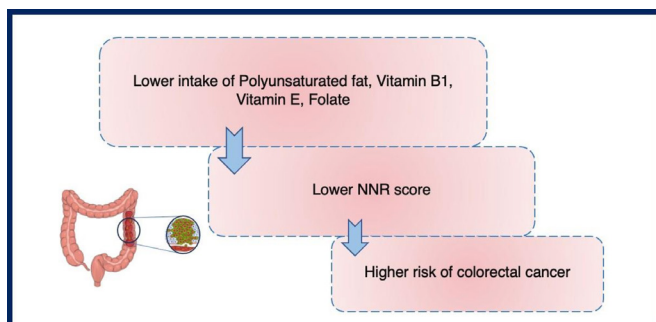 Lower intake of Polyunsaturated fat, Vitamin B1,
Vitamin E, Folate
Lower NNR score
Higher risk of colorectal cancer